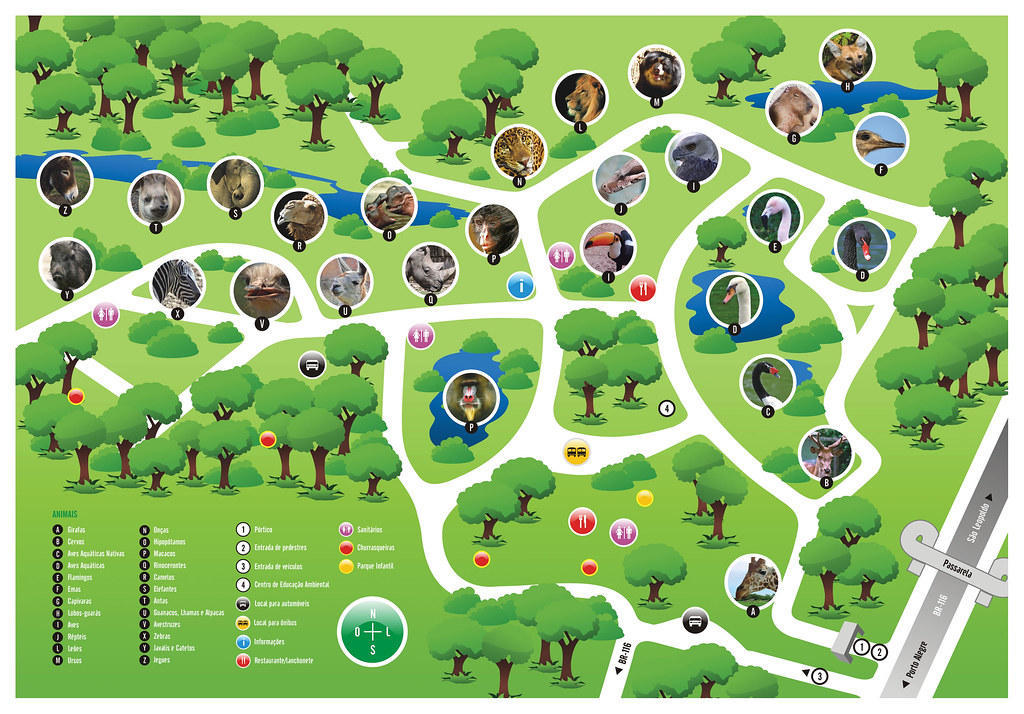 H
M
L
G
F
N
I
J
Z
T
S
R
O
P
E
D
I
Y
X
V
U
Q
i
D
4
P
C
B
A
São Leopoldo
Passarela
BR-116
Porto Alegre
BR-116
1
2
3
N
O L
S
ANIMAIS
A Girafas
B Cervos
C Aves Aquáticas Nativas
D Aves Aquáticas
E Flamingos
F Emas
G Capivaras
H Lobos-guarás
I Aves
J Répteis
L Leões
M Ursos
N Onças
O Hipopótamos
P Macacos
Q Rinocerontes
R Camelos
S Elefantes
T Antas
U Guanacos, Lhamas e Alpacas
V Avestruzes
X Zebras
Y Javalis e Catetos
Z Jegues
1 Pórtico
2 Entrada de pedestres
3 Entrada de veículos
4 Centro de Educação Ambiental
Local para automóveis
Local para ônibus
i Informações
Restaurante/lanchonete
Sanitários
Churrasqueiras
Parque Infantil